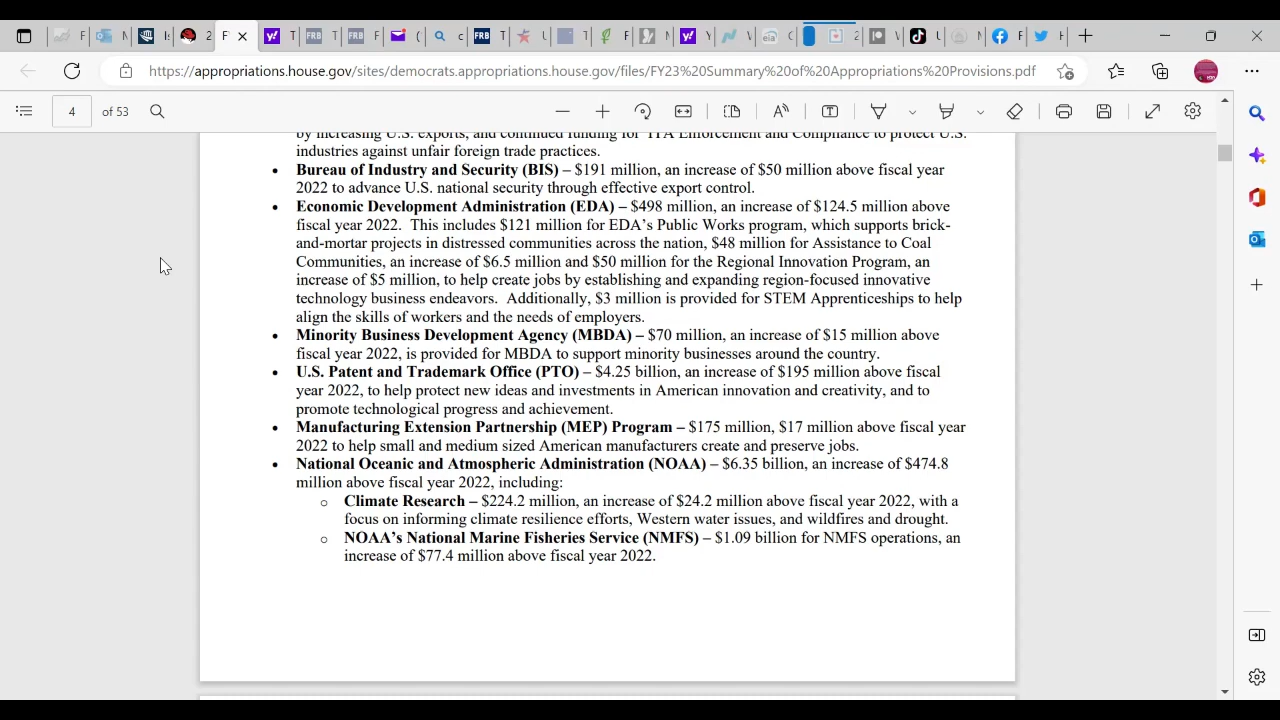 https://appropriations.house.gov/sites/democrats.appropriations.house.gov/files/FY23%20Summary%20of%20Appropriations%20Provisions.pdf
4 of 53
by increasing U.S. exports, and continued funding for ITA Enforcement and Compliance to protect U.S.
industries against unfair foreign trade practices.
• Bureau of Industry and Security (BIS) – $191 million, an increase of $50 million above fiscal year
2022 to advance U.S. national security through effective export control.
• Economic Development Administration (EDA) – $498 million, an increase of $124.5 million above
fiscal year 2022. This includes $121 million for EDA's Public Works program, which supports brick-
and-mortar projects in distressed communities across the nation, $48 million for Assistance to Coal
Communities, an increase of $6.5 million and $50 million for the Regional Innovation Program, an
increase of $5 million, to help create jobs by establishing and expanding region-focused innovative
technology business endeavors. Additionally, $3 million is provided for STEM Apprenticeships to help
align the skills of workers and the needs of employers.
• Minority Business Development Agency (MBDA) – $70 million, an increase of $15 million above
fiscal year 2022, is provided for MBDA to support minority businesses around the country.
• U.S. Patent and Trademark Office (PTO) – $4.25 billion, an increase of $195 million above fiscal
year 2022, to help protect new ideas and investments in American innovation and creativity, and to
promote technological progress and achievement.
• Manufacturing Extension Partnership (MEP) Program – $175 million, $17 million above fiscal year
2022 to help small and medium sized American manufacturers create and preserve jobs.
• National Oceanic and Atmospheric Administration (NOAA) – $6.35 billion, an increase of $474.8
million above fiscal year 2022, including:
o Climate Research – $224.2 million, an increase of $24.2 million above fiscal year 2022, with a
focus on informing climate resilience efforts, Western water issues, and wildfires and drought.
o NOAA's National Marine Fisheries Service (NMFS) – $1.09 billion for NMFS operations, an
increase of $77.4 million above fiscal year 2022.